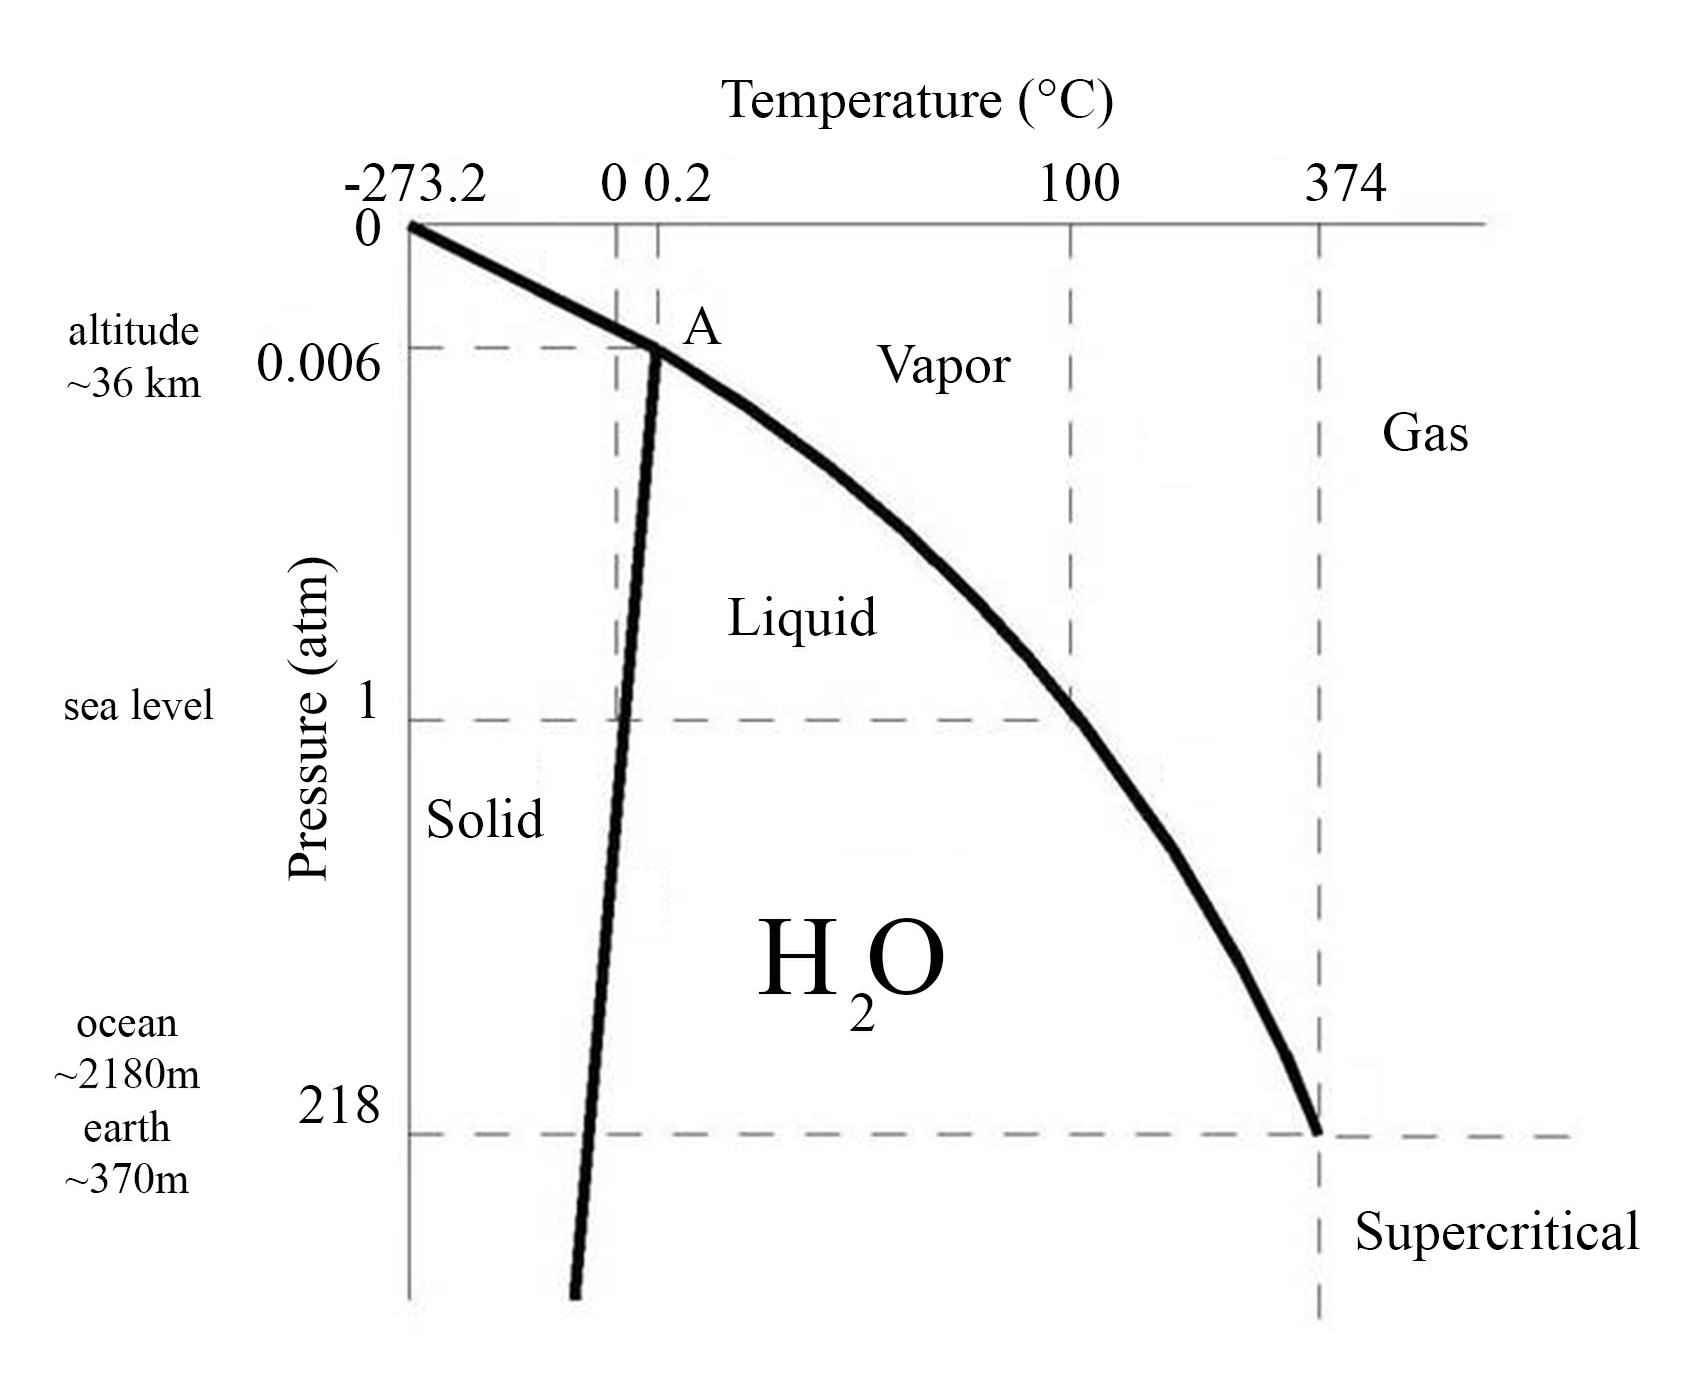 Temperature (°C)
-273.2 0 0.2 100 374
0
altitude
~36 km
0.006
A
Vapor
Gas
Liquid
Pressure (atm)
sea level
1
Solid
H2O
ocean
~2180m
earth
~370m
218
Supercritical